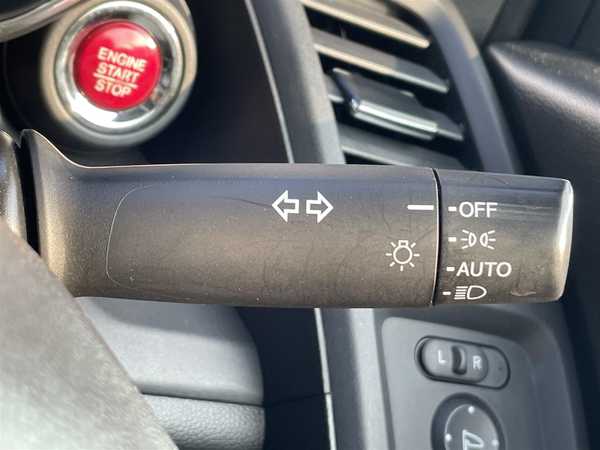 ENGINE
START
STOP
OFF
AUTO
L R